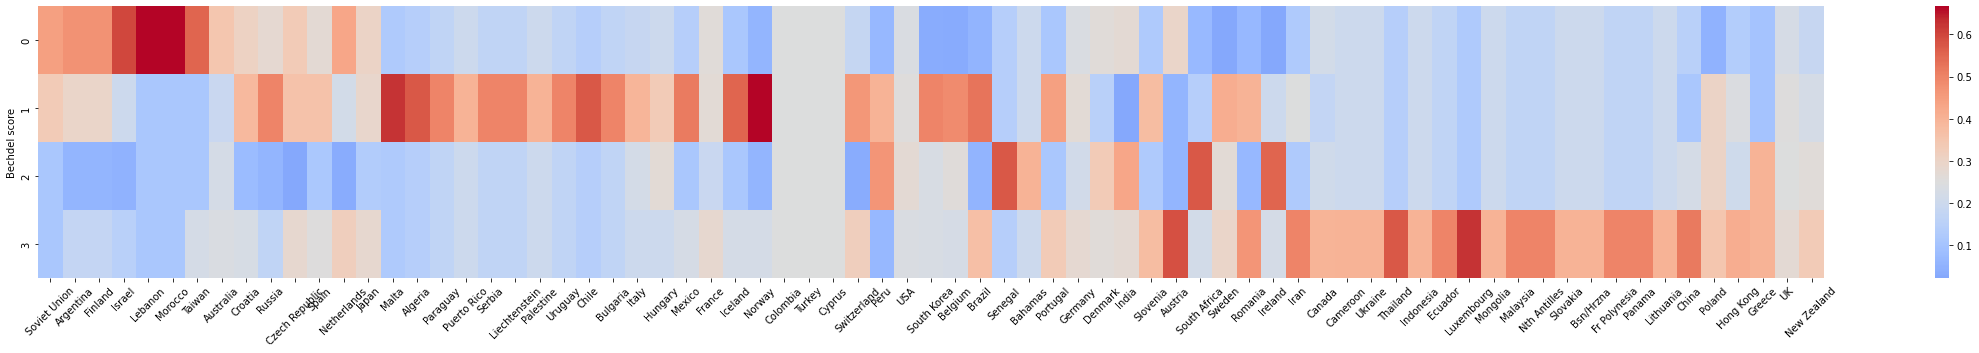 Bechdel score
0
1
2
3
Soviet Union
Argentina
Finland
Israel
Lebanon
Morocco
Taiwan
Australia
Croatia
Russia
Czech Republic
Spain
Netherlands
Japan
Malta
Algeria
Paraguay
Puerto Rico
Serbia
Liechtenstein
Palestine
Uruguay
Chile
Bulgaria
Italy
Hungary
Mexico
France
Iceland
Norway
Colombia
Turkey
Cyprus
Switzerland
Peru
USA
South Korea
Belgium
Brazil
Senegal
Bahamas
Portugal
Germany
Denmark
India
Slovenia
Austria
South Africa
Sweden
Romania
Ireland
Iran
Canada
Cameroon
Ukraine
Thailand
Indonesia
Ecuador
Luxembourg
Mongolia
Malaysia
Nth Antilles
Slovakia
Bsn/Hrzna
Fr Polynesia
Panama
Lithuania
China
Poland
Hong Kong
Greece
UK
New Zealand
0.6
0.5
0.4
0.3
0.2
0.1